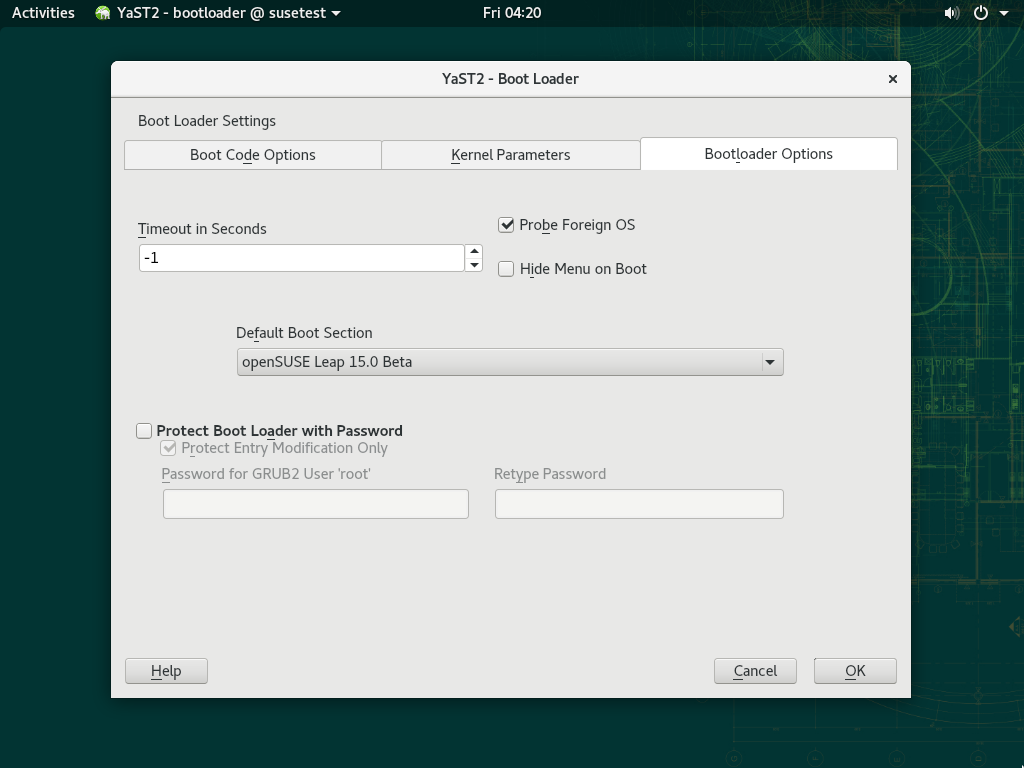 Activities YaST2 - bootloader @ susetest Fri 04:20
YaST2 - Boot Loader
Boot Loader Settings
Boot Code Options Kernel Parameters Bootloader Options
Timeout in Seconds
-1
Probe Foreign OS
Hide Menu on Boot
Default Boot Section
openSUSE Leap 15.0 Beta
Protect Boot Loader with Password
Protect Entry Modification Only
Password for GRUB2 User 'root' Retype Password
Help Cancel OK